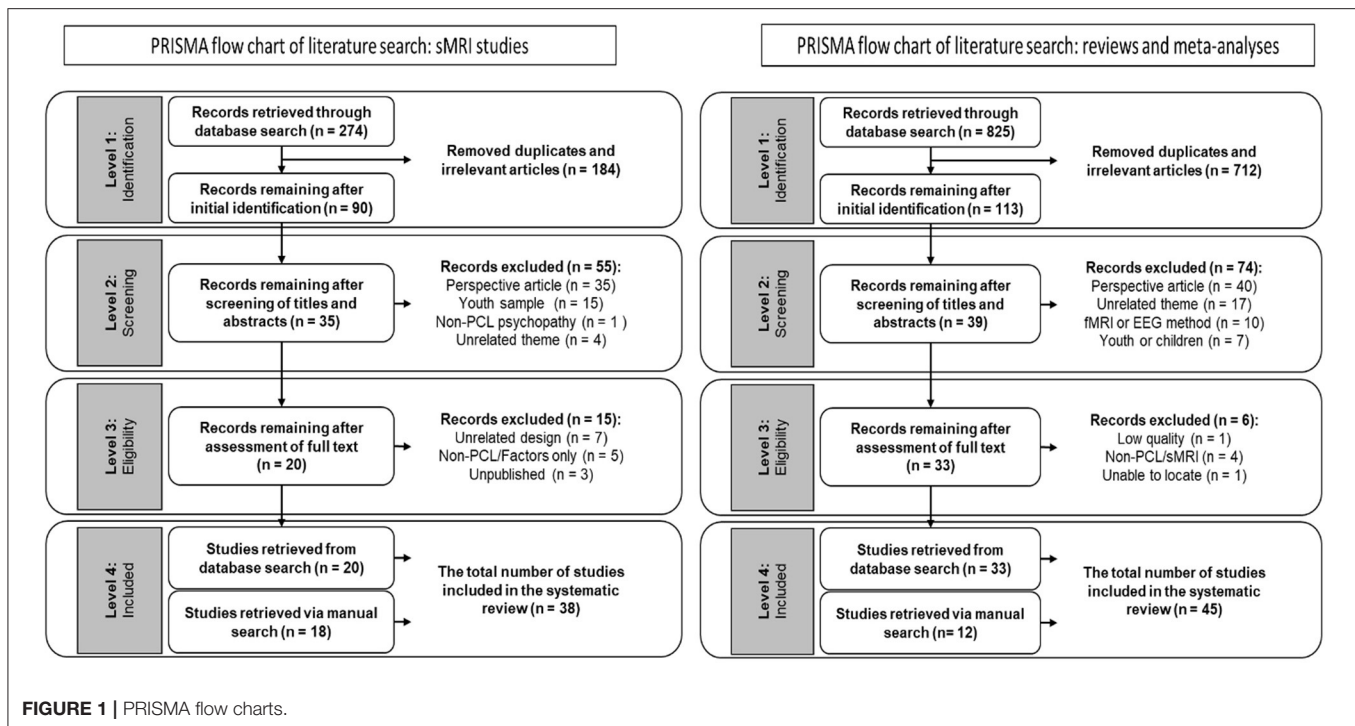 PRISMA flow chart of literature search: sMRI studies
Level 1:
Identification
Records retrieved through
database search (n = 274)
Removed duplicates and
irrelevant articles (n = 184)
Records remaining after
initial identification (n = 90)
Level 2:
Screening
Records remaining after
screening of titles and
abstracts (n = 35)
Records excluded (n = 55):
Perspective article (n = 35)
Youth sample (n = 15)
Non-PCL psychopathy (n = 1 )
Unrelated theme (n = 4)
Level 3:
Eligibility
Records remaining after
assessment of full text
(n = 20)
Records excluded (n = 15):
Unrelated design (n = 7)
Non-PCL/Factors only (n = 5)
Unpublished (n = 3)
Level 4:
Included
Studies retrieved from
database search (n = 20)
Studies retrieved via manual
search (n = 18)
The total number of studies
included in the systematic
review (n = 38)
PRISMA flow chart of literature search: reviews and meta-analyses
Level 1:
Identification
Records retrieved through
database search (n = 825)
Removed duplicates and
irrelevant articles (n = 712)
Records remaining after
initial identification (n = 113)
Level 2:
Screening
Records remaining after
screening of titles and
abstracts (n = 39)
Records excluded (n = 74):
Perspective article (n = 40)
Unrelated theme (n = 17)
fMRI or EEG method (n = 10)
Youth or children (n = 7)
Level 3:
Eligibility
Records remaining after
assessment of full text
(n = 33)
Records excluded (n = 6):
Low quality (n = 1)
Non-PCL/sMRI (n = 4)
Unable to locate (n = 1)
Level 4:
Included
Studies retrieved from
database search (n = 33)
Studies retrieved via manual
search (n= 12)
The total number of studies
included in the systematic
review (n = 45)
FIGURE 1 | PRISMA flow charts.